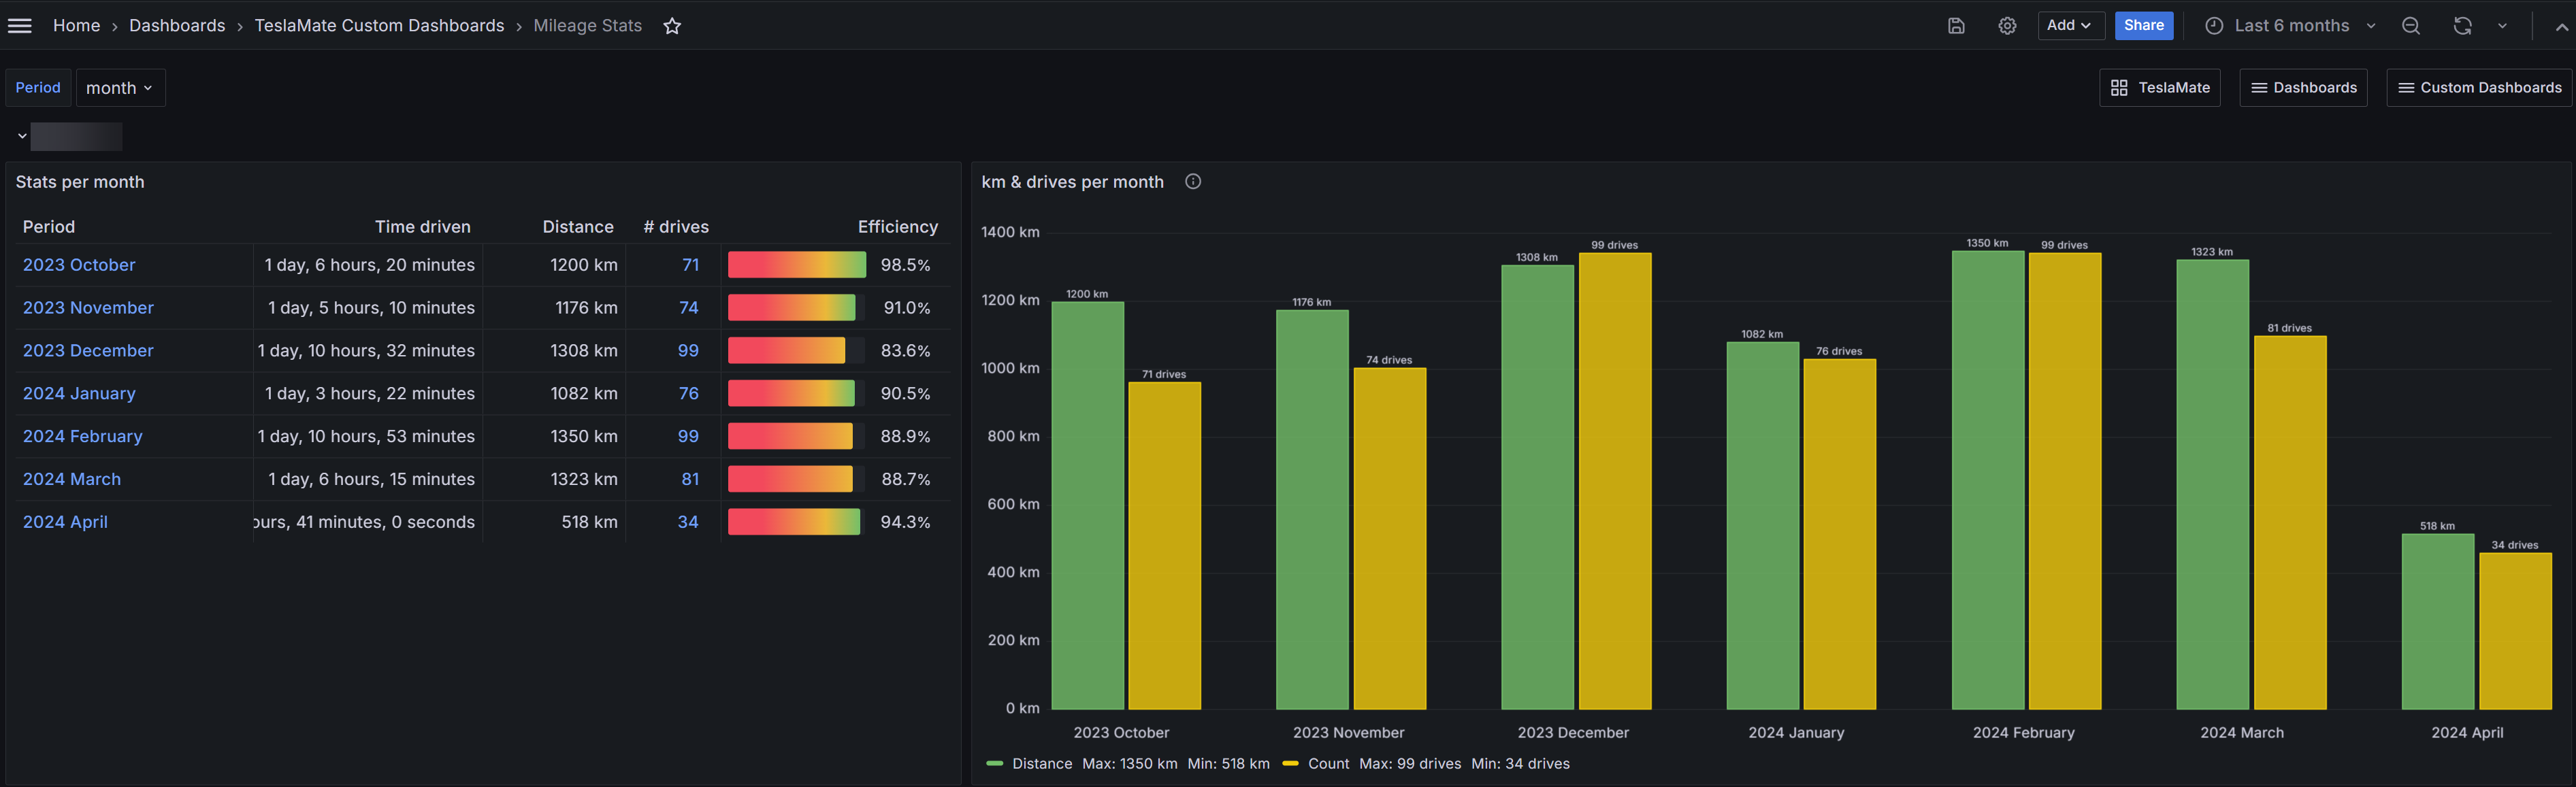 Home › Dashboards › TeslaMate Custom Dashboards › Mileage Stats Add Share Last 6 months
Period month TeslaMate Dashboards Custom Dashboards
Stats per month
Period Time driven Distance # drives Efficiency
2023 October 1 day, 6 hours, 20 minutes 1200 km 71 98.5%
2023 November 1 day, 5 hours, 10 minutes 1176 km 74 91.0%
2023 December 1 day, 10 hours, 32 minutes 1308 km 99 83.6%
2024 January 1 day, 3 hours, 22 minutes 1082 km 76 90.5%
2024 February 1 day, 10 hours, 53 minutes 1350 km 99 88.9%
2024 March 1 day, 6 hours, 15 minutes 1323 km 81 88.7%
2024 April ours, 41 minutes, 0 seconds 518 km 34 94.3%
km & drives per month
1400 km
1200 km
1000 km
800 km
600 km
400 km
200 km
0 km
1200 km
71 drives
1176 km
74 drives
1308 km
99 drives
1082 km
76 drives
1350 km
99 drives
1323 km
81 drives
518 km
34 drives
2023 October 2023 November 2023 December 2024 January 2024 February 2024 March 2024 April
Distance Max: 1350 km Min: 518 km Count Max: 99 drives Min: 34 drives